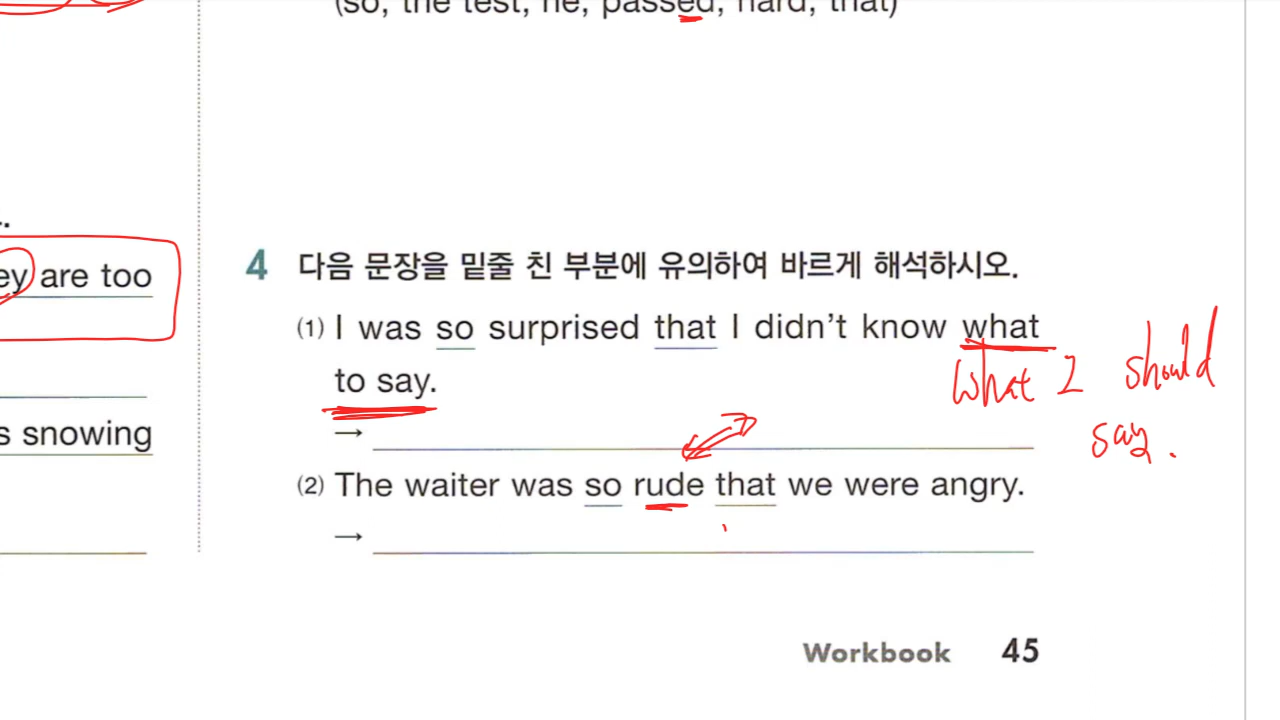 (so, the test, he, passed, hard, that)
ey are too
s snowing
4 다음 문장을 밑줄 친 부분에 유의하여 바르게 해석하시오.
(1) I was so surprised that I didn't know what
to say.
→
What I should
say.
(2) The waiter was so rude that we were angry.
→
Workbook 45